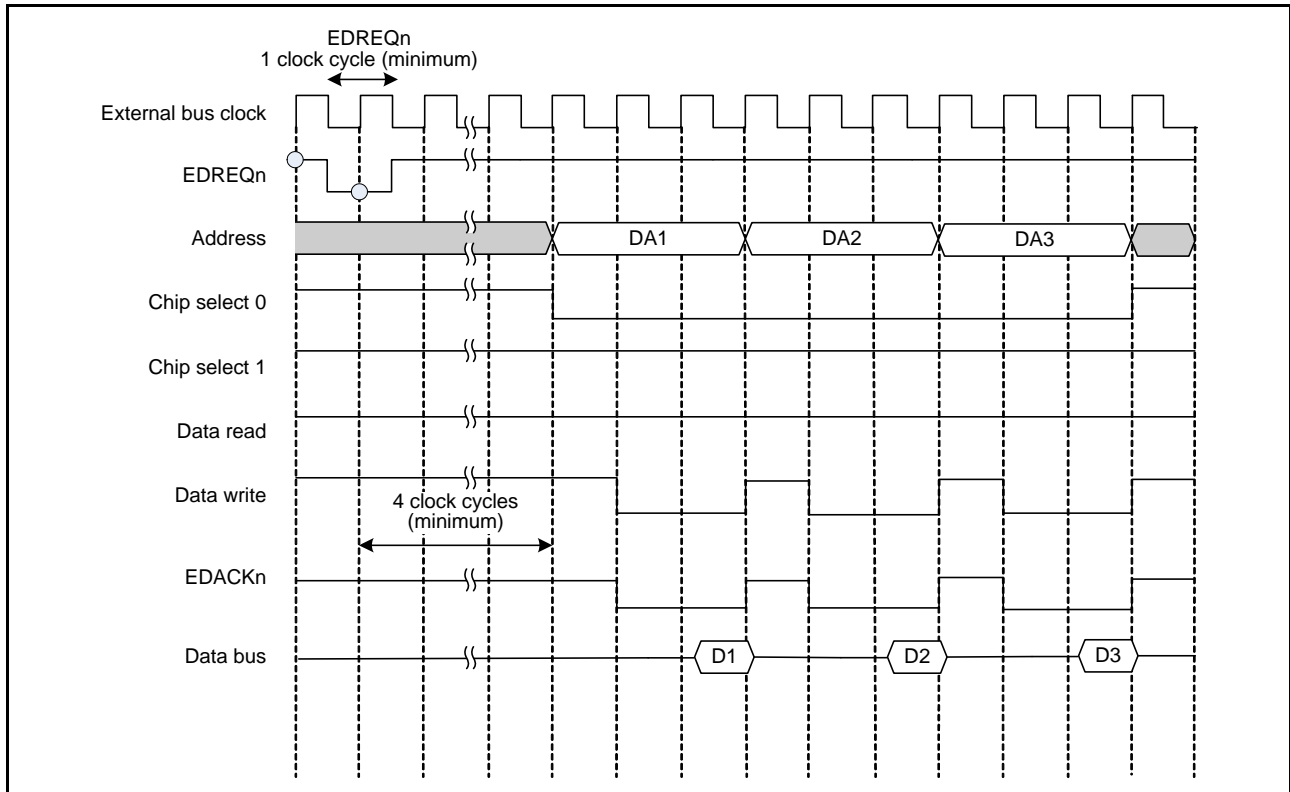 EDREQn
1 clock cycle (minimum)
External bus clock
EDREQn
Address
DA1
DA2
DA3
Chip select 0
Chip select 1
Data read
Data write
4 clock cycles
(minimum)
EDACKn
Data bus
D1
D2
D3